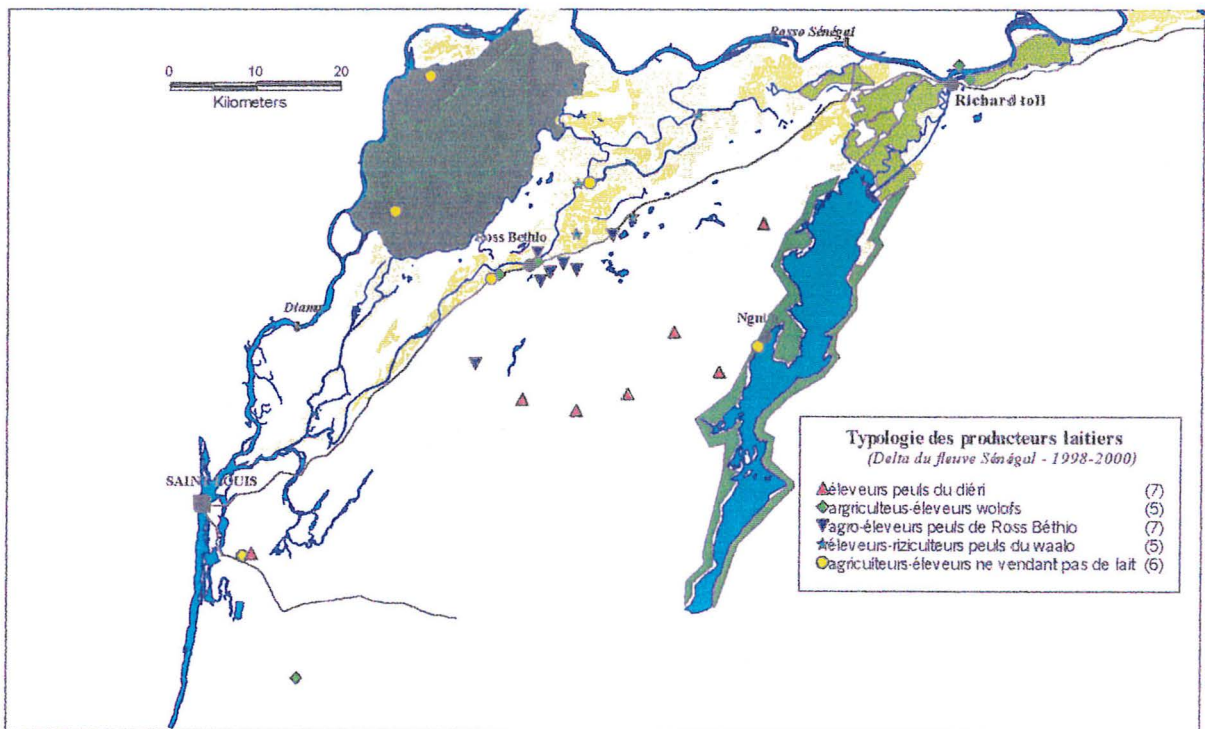 Rosso Sénégal
0 10 20
Kilometers
Richard toll
Ross Béthio
Diama
SAINT LOUIS
Typologie des producteurs laitiers
(Delta du fleuve Sénégal - 1998-2000)
éleveurs peuls du diéri (7)
argriculteus-éleveurs wolofs (5)
agro-éleveurs peuls de Ross Béthio (7)
éleveurs-riziculteurs peuls du waalo (5)
agriculteurs-éleveurs ne vendant pas de lait (6)